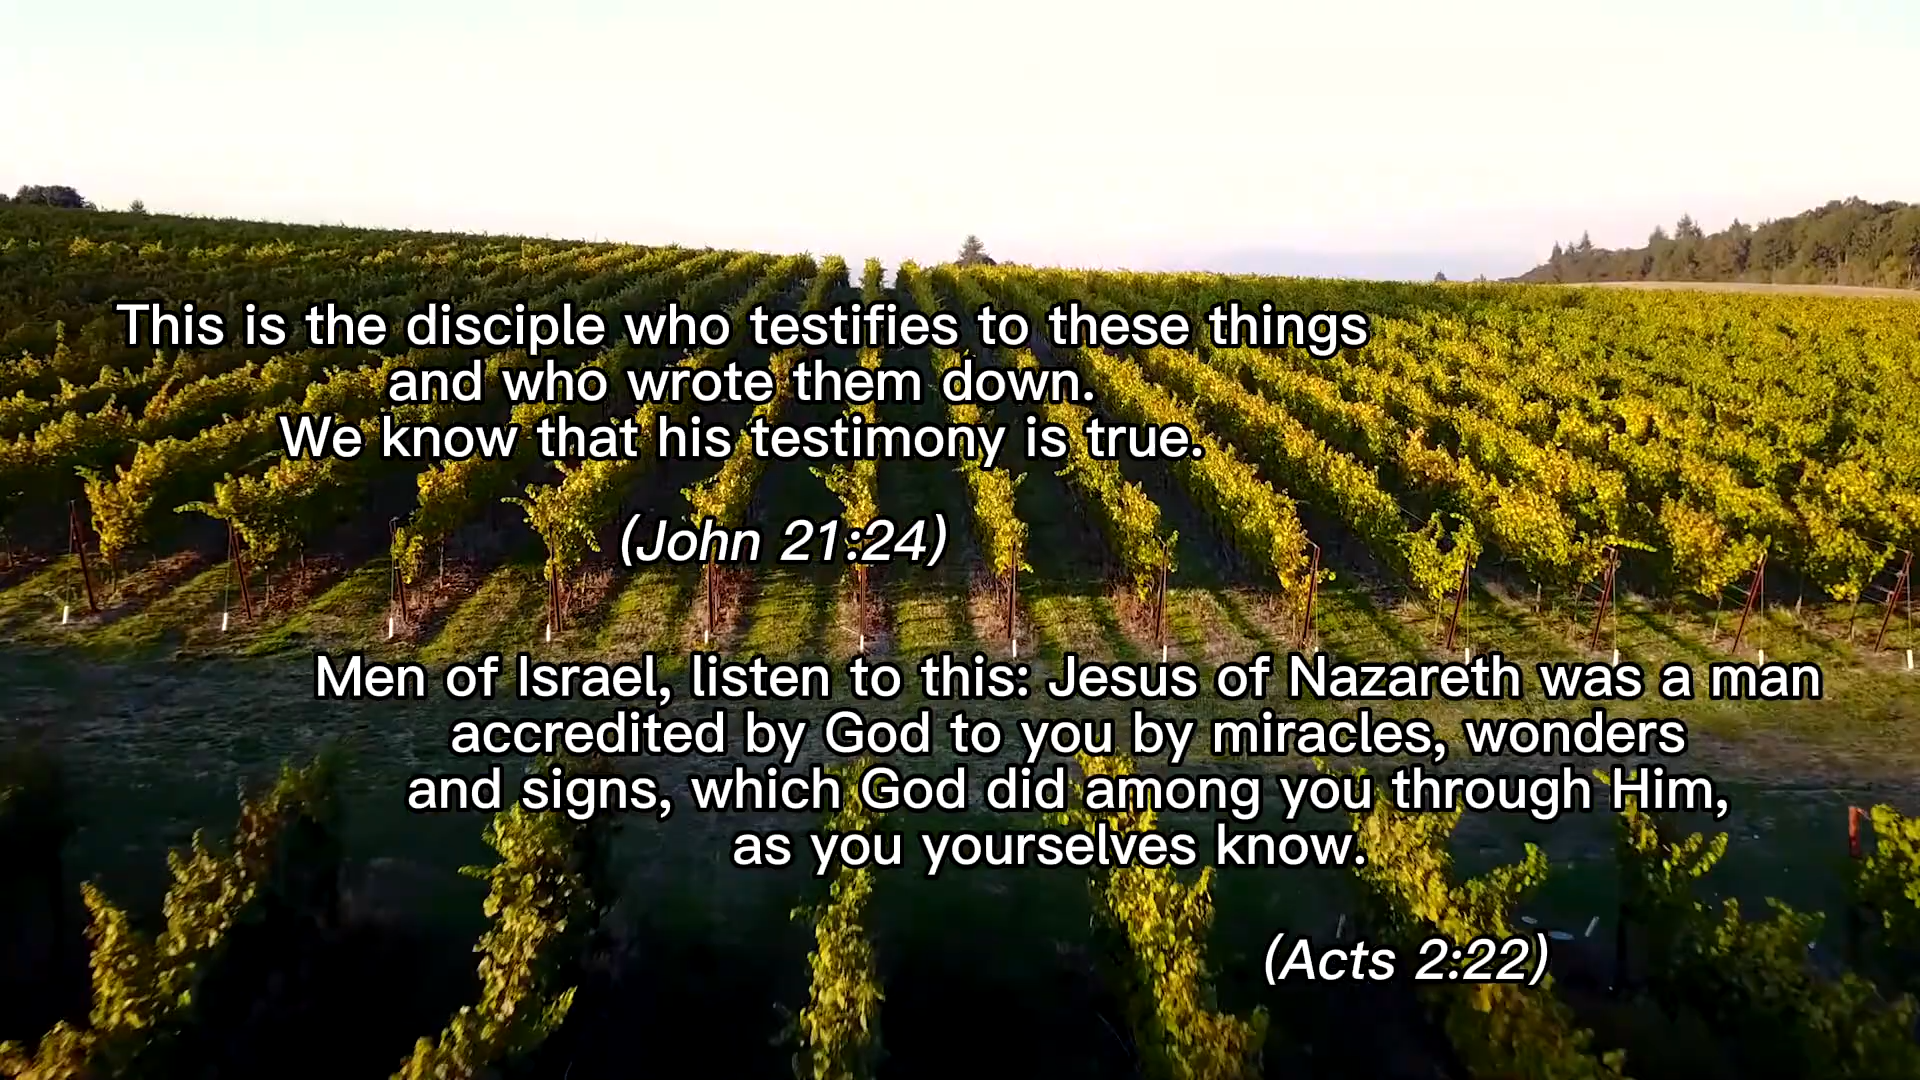 This is the disciple who testifies to these things
and who wrote them down.
We know that his testimony is true.
(John 21:24)
Men of Israel, listen to this: Jesus of Nazareth was a man
accredited by God to you by miracles, wonders
and signs, which God did among you through Him,
as you yourselves know.
(Acts 2:22)